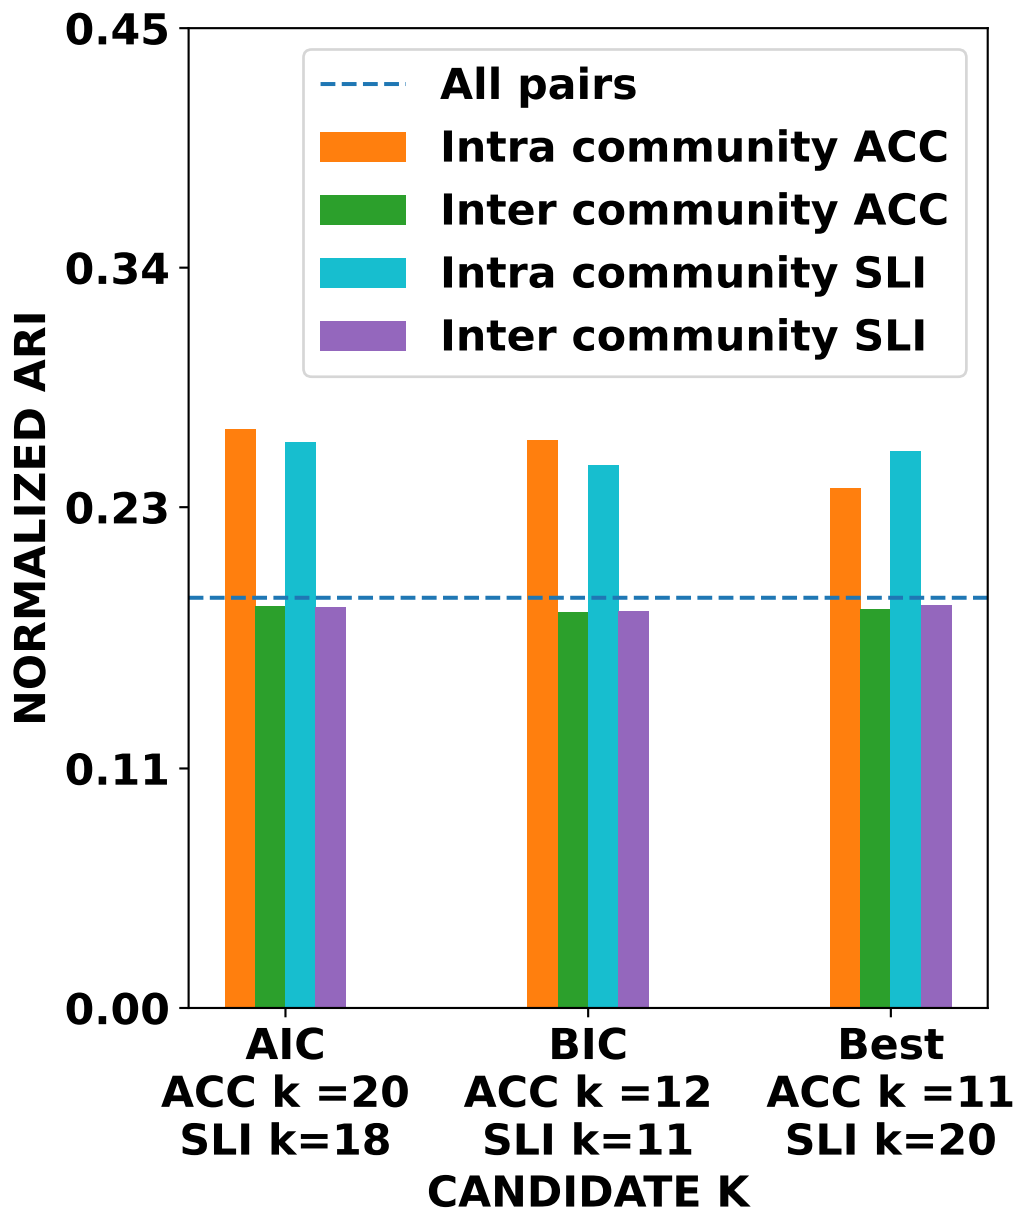 0.45
0.34
0.23
0.11
0.00
NORMALIZED ARI
All pairs
Intra community ACC
Inter community ACC
Intra community SLI
Inter community SLI
AIC
ACC k =20
SLI k=18
BIC
ACC k =12
SLI k=11
Best
ACC k =11
SLI k=20
CANDIDATE K